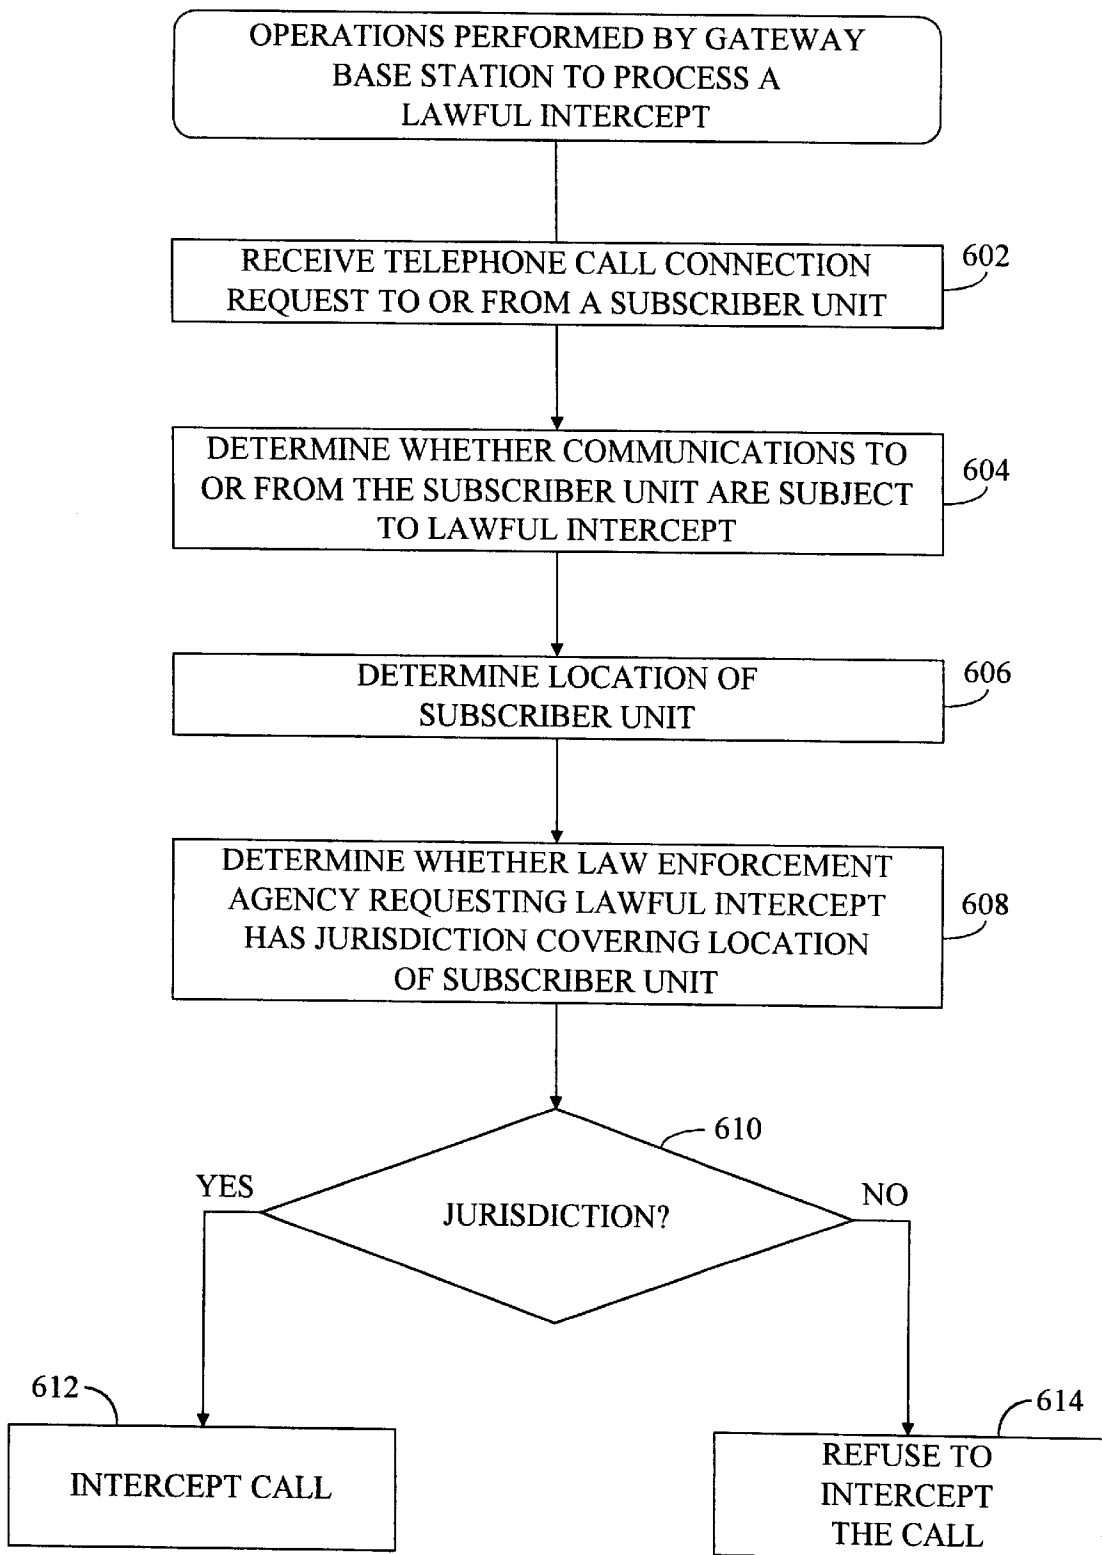 OPERATIONS PERFORMED BY GATEWAY
BASE STATION TO PROCESS A
LAWFUL INTERCEPT
602
RECEIVE TELEPHONE CALL CONNECTION
REQUEST TO OR FROM A SUBSCRIBER UNIT
604
DETERMINE WHETHER COMMUNICATIONS TO
OR FROM THE SUBSCRIBER UNIT ARE SUBJECT
TO LAWFUL INTERCEPT
606
DETERMINE LOCATION OF
SUBSCRIBER UNIT
608
DETERMINE WHETHER LAW ENFORCEMENT
AGENCY REQUESTING LAWFUL INTERCEPT
HAS JURISDICTION COVERING LOCATION
OF SUBSCRIBER UNIT
610
YES
NO
JURISDICTION?
612
INTERCEPT CALL
614
REFUSE TO
INTERCEPT
THE CALL